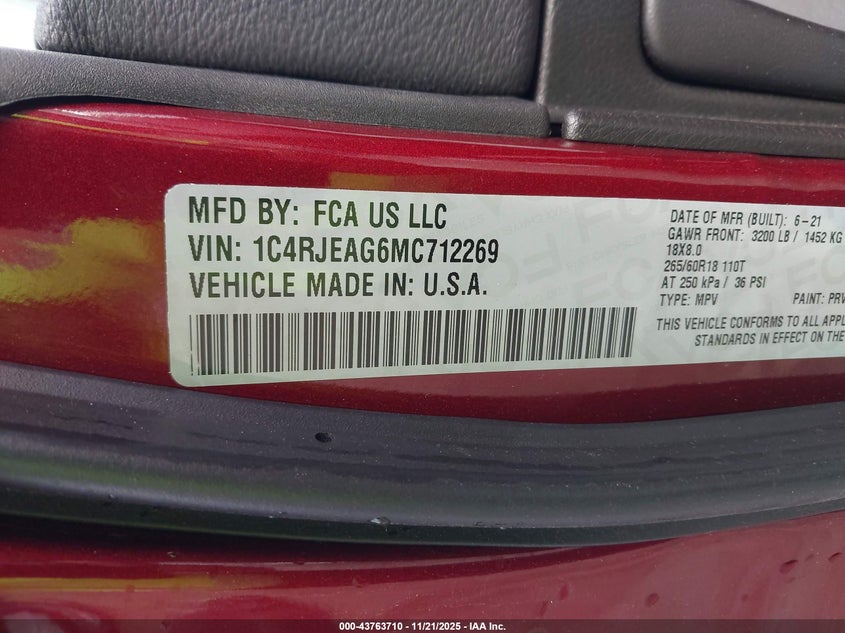 MFD BY: FCA US LLC
VIN: 1C4RJEAG6MC712269
VEHICLE MADE IN: U.S.A.
DATE OF MFR (BUILT): 6-21
GAWR FRONT: 3200 LB / 1452 KG
18X8.0
265/60R18 110T
AT 250 kPa / 36 PSI
TYPE: MPV PAINT: PRV
THIS VEHICLE CONFORMS TO ALL APPL
STANDARDS IN EFFECT ON THE
000-43763710 - 11/21/2025 - IAA Inc.